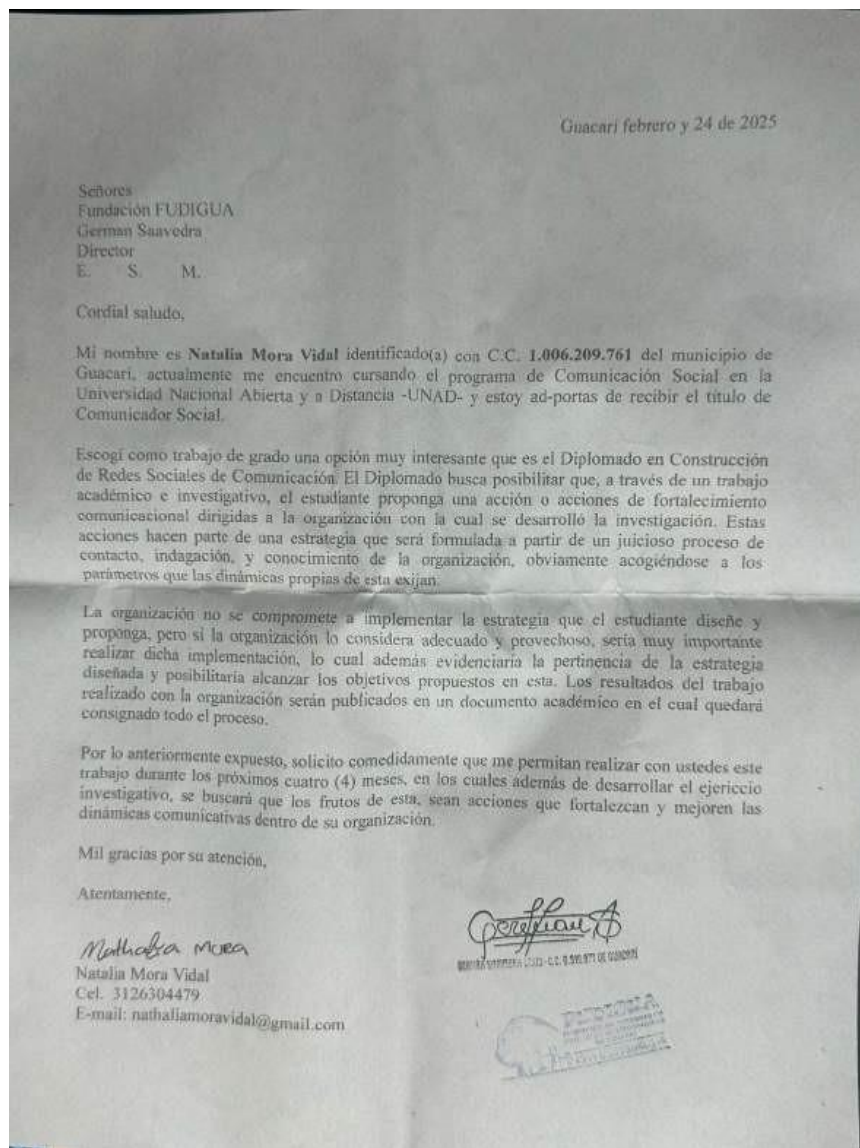 Guacarí febrero y 24 de 2025
Señores
Fundación FUDIGUA
German Saavedra
Director
E. S. M.
Cordial saludo,
Mi nombre es Natalia Mora Vidal identificado(a) con C.C. 1.006.209.761 del municipio de
Guacarí, actualmente me encuentro cursando el programa de Comunicación Social en la
Universidad Nacional Abierta y a Distancia -UNAD- y estoy ad-portas de recibir el título de
Comunicador Social.
Escogí como trabajo de grado una opción muy interesante que es el Diplomado en Construcción
de Redes Sociales de Comunicación. El Diplomado busca posibilitar que, a través de un trabajo
académico e investigativo, el estudiante proponga una acción o acciones de fortalecimiento
comunicacional dirigidas a la organización con la cual se desarrolló la investigación. Estas
acciones hacen parte de una estrategia que será formulada a partir de un juicioso proceso de
contacto, indagación, y conocimiento de la organización, obviamente acogiéndose a los
parámetros que las dinámicas propias de esta exijan.
La organización no se compromete a implementar la estrategia que el estudiante diseñe y
proponga, pero si la organización lo considera adecuado y provechoso, sería muy importante
realizar dicha implementación, lo cual además evidenciaría la pertinencia de la estrategia
diseñada y posibilitaría alcanzar los objetivos propuestos en esta. Los resultados del trabajo
realizado con la organización serán publicados en un documento académico en el cual quedará
consignado todo el proceso.
Por lo anteriormente expuesto, solicito comedidamente que me permitan realizar con ustedes este
trabajo durante los próximos cuatro (4) meses, en los cuales además de desarrollar el ejericcio
investigativo, se buscará que los frutos de esta, sean acciones que fortalezcan y mejoren las
dinámicas comunicativas dentro de su organización.
Mil gracias por su atención,
Atentamente,
Nathalia Mora
Natalia Mora Vidal
Cel. 3126304479
E-mail: nathaliamoravidal@gmail.com
FUDIGUA